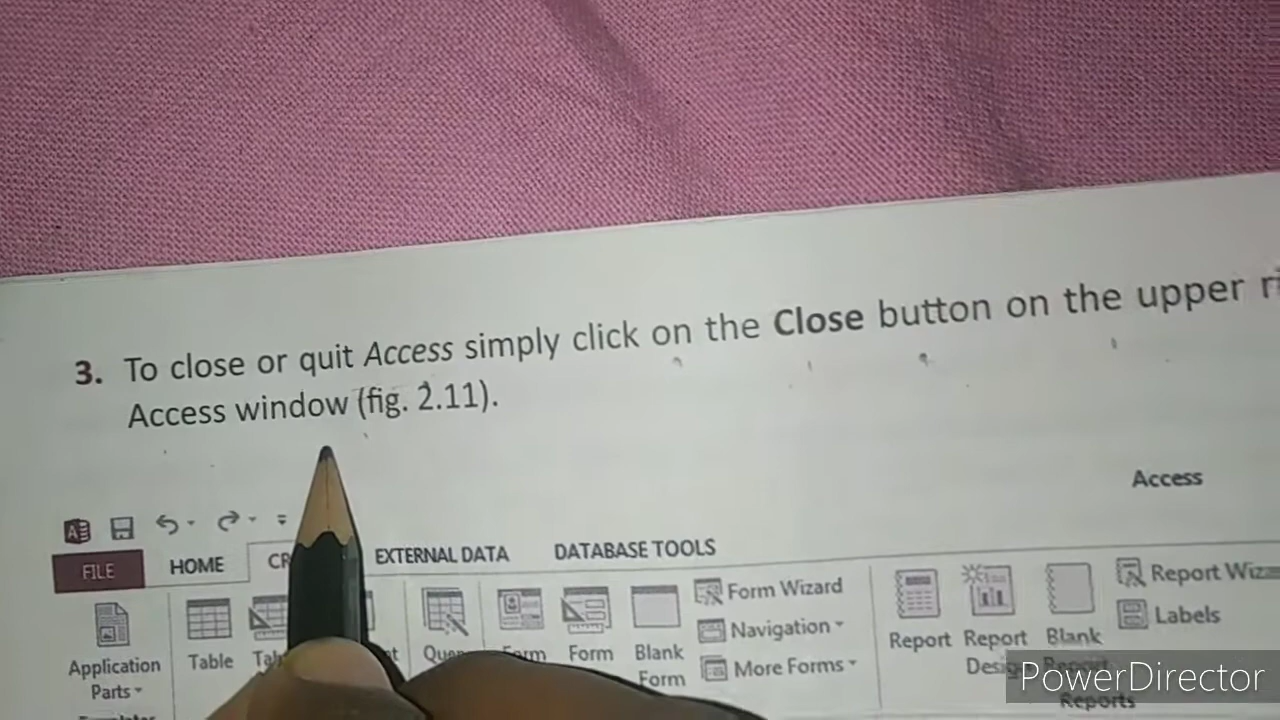 3. To close or quit Access simply click on the Close button on the upper
Access window (fig. 2.11).
Access
FILE HOME EXTERNAL DATA DATABASE TOOLS
Application Parts
Table
Form
Blank Form
Form Wizard
Navigation
More Forms
Report
Report
Blank
Report
Labels
Reports
PowerDirector